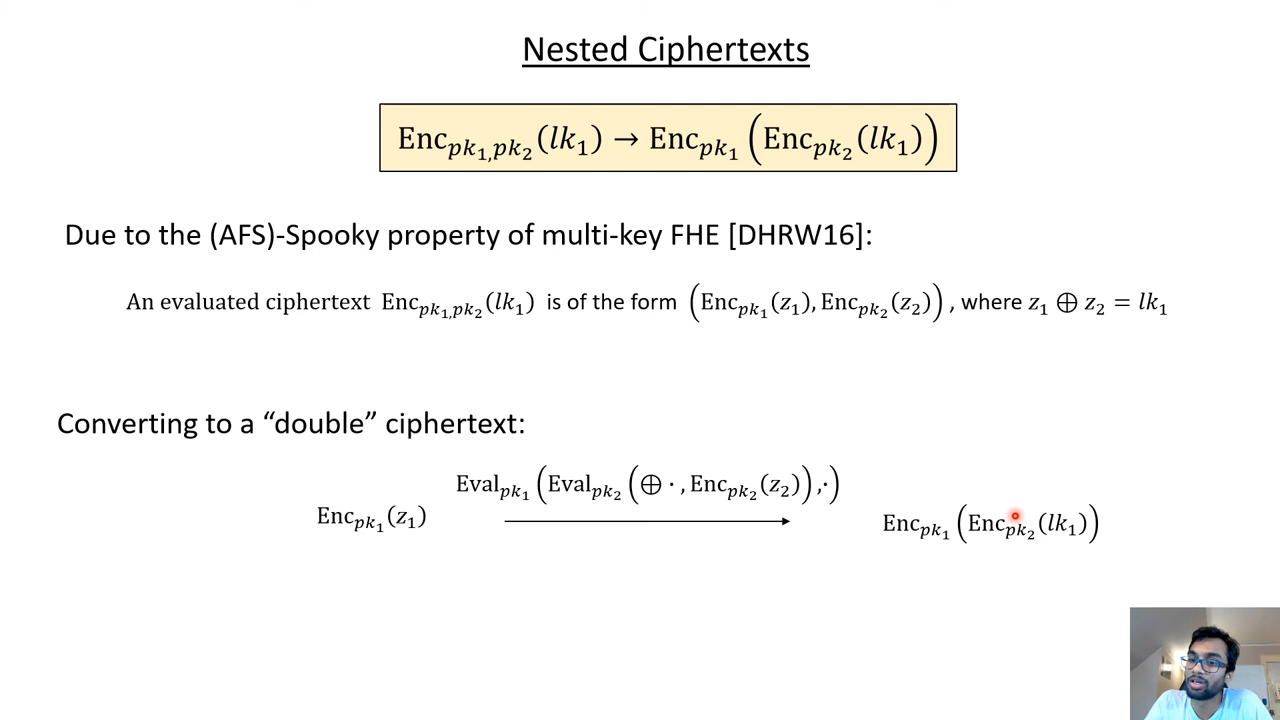 Nested Ciphertexts
Enc_{pk_1,pk_2}(lk_1) → Enc_{pk_1}(Enc_{pk_2}(lk_1))
Due to the (AFS)-Spooky property of multi-key FHE [DHRW16]:
An evaluated ciphertext Enc_{pk_1,pk_2}(lk_1) is of the form (Enc_{pk_1}(z_1), Enc_{pk_2}(z_2)), where z_1 ⊕ z_2 = lk_1
Converting to a “double” ciphertext:
Eval_{pk_1}(Eval_{pk_2}(⊕ · , Enc_{pk_2}(z_2)), ·)
Enc_{pk_1}(z_1)
Enc_{pk_1}(Enc_{pk_2}(lk_1))